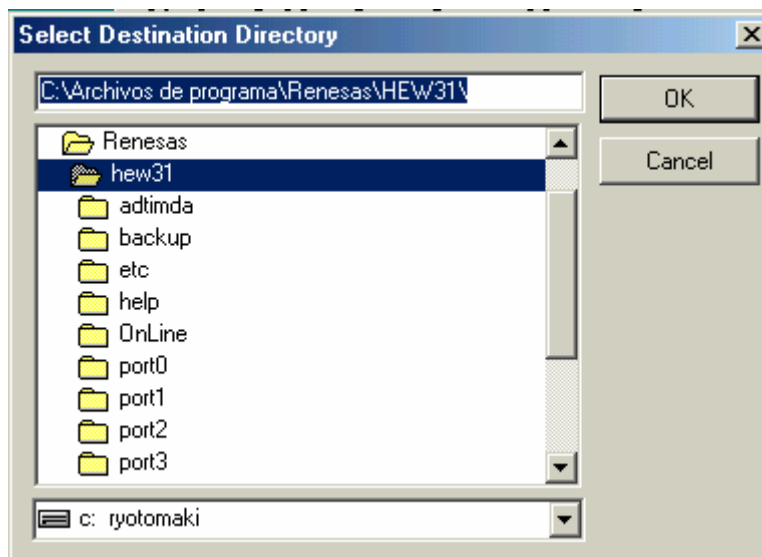 Select Destination Directory
C:\Archivos de programa\Renesas\HEW31\
OK
Cancel
Renesas
hew31
adtimda
backup
etc
help
OnLine
port0
port1
port2
port3
c: ryotomaki